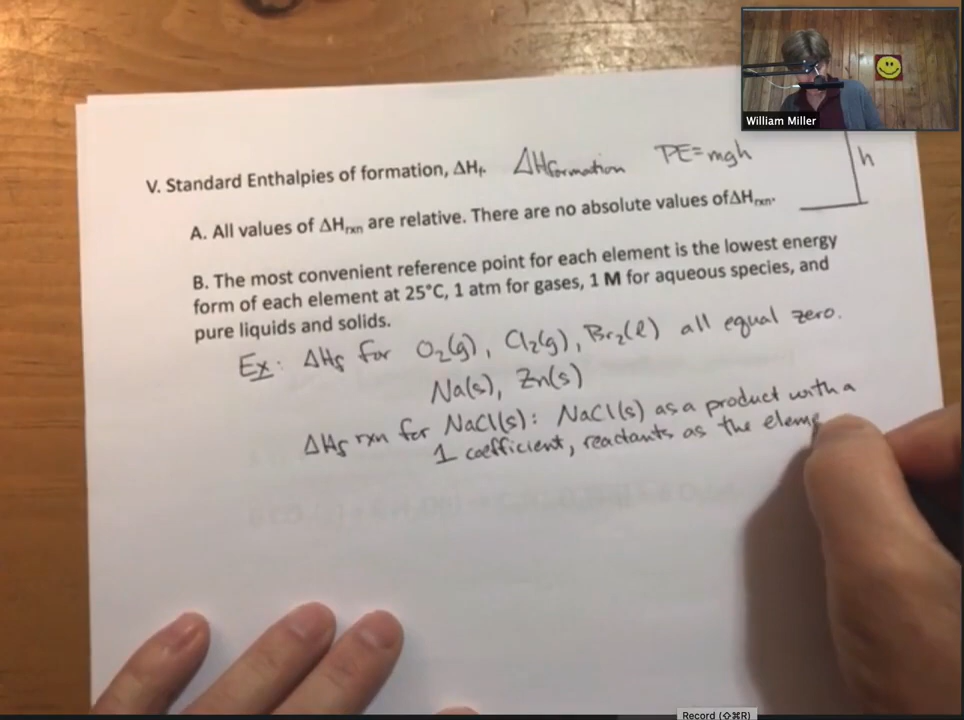 William Miller
V. Standard Enthalpies of formation, ΔHf. ΔHformation PE=mgh h
A. All values of ΔHrxn are relative. There are no absolute values ofΔHrxn.
B. The most convenient reference point for each element is the lowest energy
form of each element at 25°C, 1 atm for gases, 1 M for aqueous species, and
pure liquids and solids.
Ex: ΔHf for O2(g), Cl2(g), Br2(l) all equal zero.
Na(s), Zn(s)
ΔHf rxn for NaCl(s): NaCl(s) as a product with a
1 coefficient, reactants as the eleme
Record (⇧⌘R)